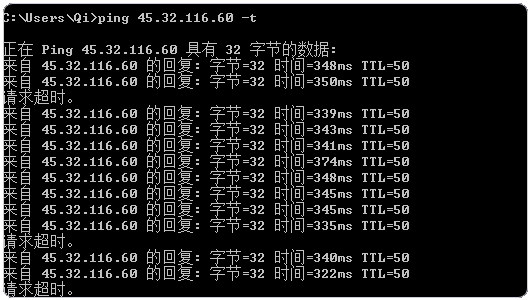 C:\Users\Qi>ping 45.32.116.60 -t
正在 Ping 45.32.116.60 具有 32 字节的数据:
来自 45.32.116.60 的回复: 字节=32 时间=348ms TTL=50
来自 45.32.116.60 的回复: 字节=32 时间=350ms TTL=50
请求超时。
来自 45.32.116.60 的回复: 字节=32 时间=339ms TTL=50
来自 45.32.116.60 的回复: 字节=32 时间=343ms TTL=50
来自 45.32.116.60 的回复: 字节=32 时间=341ms TTL=50
来自 45.32.116.60 的回复: 字节=32 时间=374ms TTL=50
来自 45.32.116.60 的回复: 字节=32 时间=348ms TTL=50
来自 45.32.116.60 的回复: 字节=32 时间=345ms TTL=50
来自 45.32.116.60 的回复: 字节=32 时间=345ms TTL=50
来自 45.32.116.60 的回复: 字节=32 时间=335ms TTL=50
请求超时。
来自 45.32.116.60 的回复: 字节=32 时间=340ms TTL=50
来自 45.32.116.60 的回复: 字节=32 时间=322ms TTL=50
请求超时。